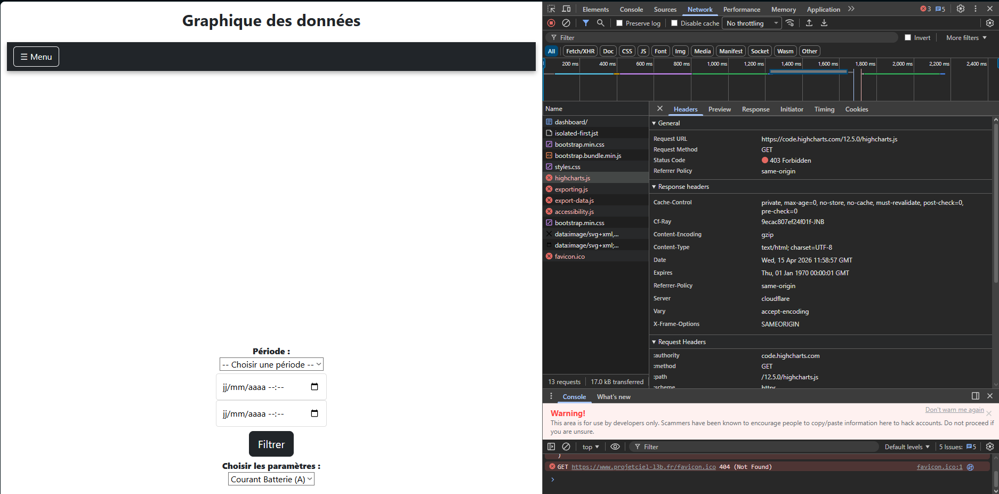 Graphique des données
☰ Menu
Période :
-- Choisir une période --
jj/mm/aaaa --:--
jj/mm/aaaa --:--
Filtrer
Choisir les paramètres :
Courant Batterie (A)
Elements Console Sources Network Performance Memory Application 3 5
Preserve log Disable cache No throttling
Filter Invert More filters
All Fetch/XHR Doc CSS JS Font Img Media Manifest Socket Wasm Other
200 ms 400 ms 600 ms 800 ms 1,000 ms 1,200 ms 1,400 ms 1,600 ms 1,800 ms 2,000 ms 2,200 ms 2,400 ms
Name
dashboard/
isolated-first.jst
bootstrap.min.css
bootstrap.bundle.min.js
styles.css
highcharts.js
exporting.js
export-data.js
accessibility.js
bootstrap.min.css
data:image/svg+xml,...
data:image/svg+xml;...
favicon.ico
13 requests 17.0 kB transferred
Headers Preview Response Initiator Timing Cookies
General
Request URL https://code.highcharts.com/12.5.0/highcharts.js
Request Method GET
Status Code 403 Forbidden
Referrer Policy same-origin
Response headers
Cache-Control private, max-age=0, no-store, no-cache, must-revalidate, post-check=0,
pre-check=0
Cf-Ray 9ecac807ef24f01f-JNB
Content-Encoding gzip
Content-Type text/html; charset=UTF-8
Date Wed, 15 Apr 2026 11:58:57 GMT
Expires Thu, 01 Jan 1970 00:00:01 GMT
Referrer-Policy same-origin
Server cloudflare
Vary accept-encoding
X-Frame-Options SAMEORIGIN
Request Headers
:authority code.highcharts.com
:method GET
:path /12.5.0/highcharts.js
:scheme https
Console What's new
Warning! Don't warn me again
This area is for use by developers only. Scammers have been known to encourage people to copy/paste information here to hack accounts. Do not proceed if
you are unsure.
top Filter Default levels 5 Issues: 5
)
GET https://www.projetciel-13b.fr/favicon.ico 404 (Not Found) favicon.ico:1